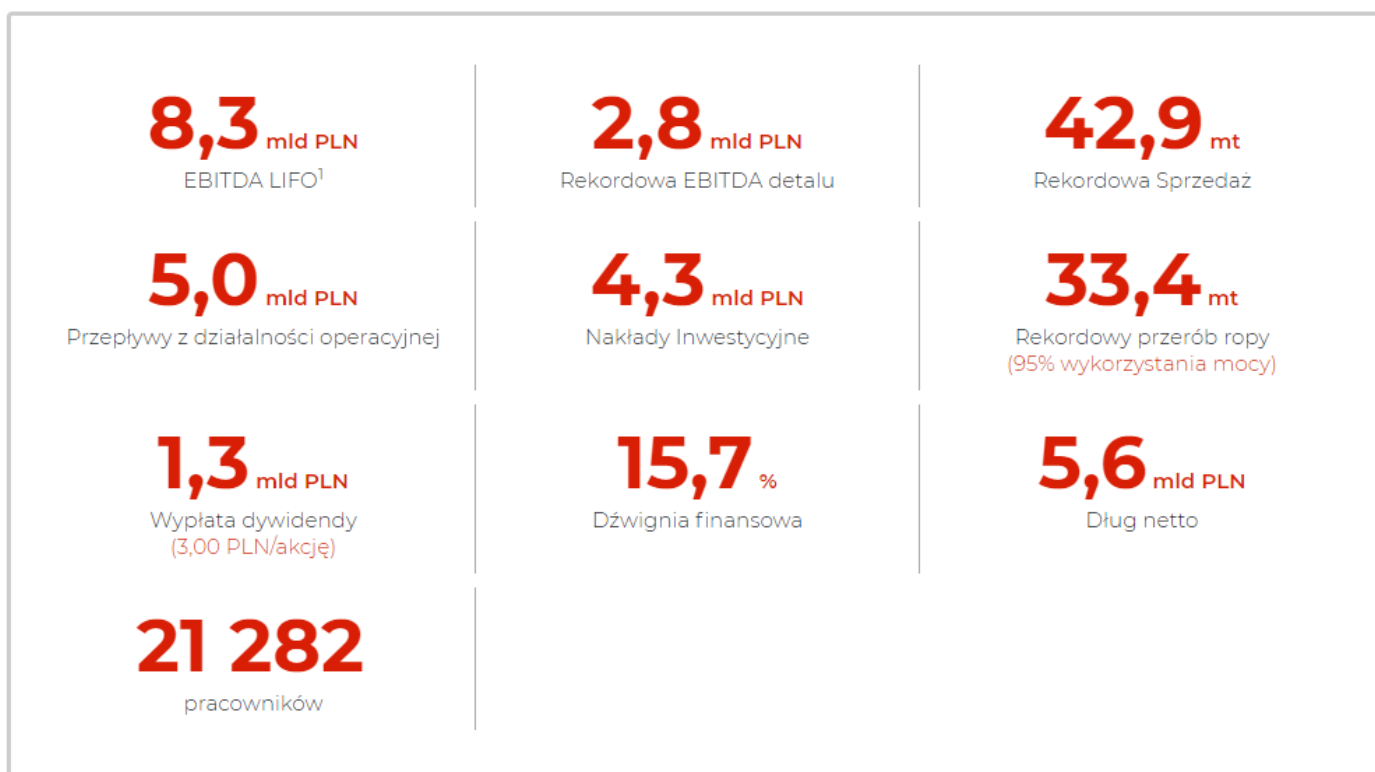 8,3 mld PLN
EBITDA LIFO¹
2,8 mld PLN
Rekordowa EBITDA detalu
42,9 mt
Rekordowa Sprzedaż
5,0 mld PLN
Przepływy z działalności operacyjnej
4,3 mld PLN
Nakłady Inwestycyjne
33,4 mt
Rekordowy przerób ropy
(95% wykorzystania mocy)
1,3 mld PLN
Wypłata dywidendy
(3,00 PLN/akcję)
15,7 %
Dźwignia finansowa
5,6 mld PLN
Dług netto
21 282
pracowników